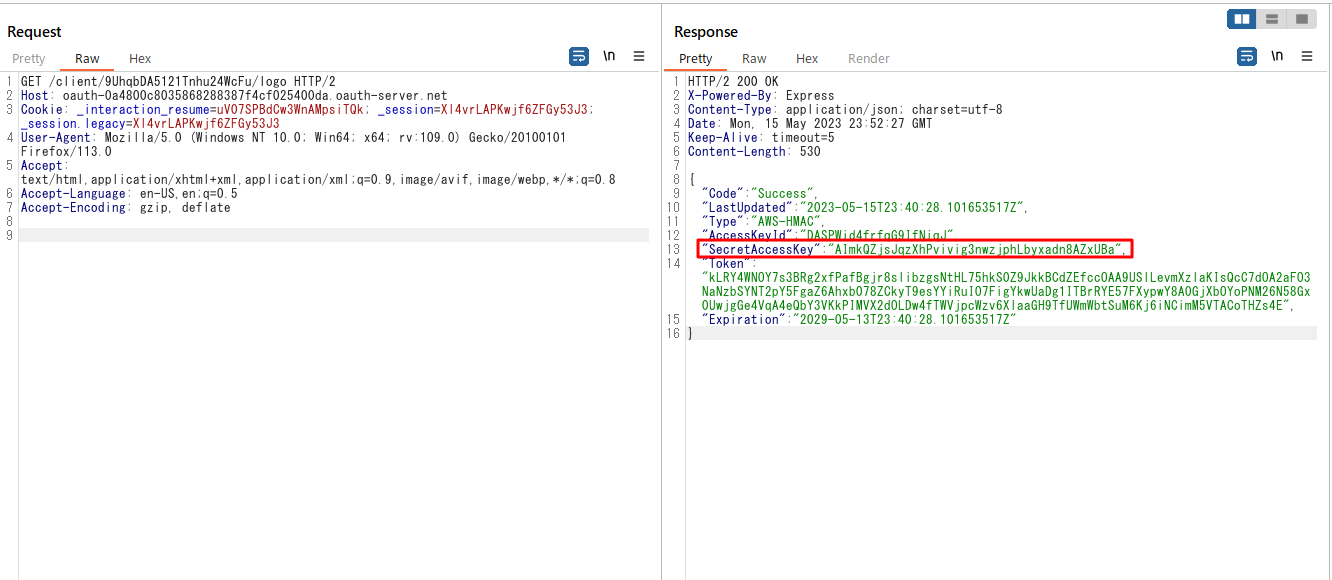 Request
Pretty Raw Hex \n
1 GET /client/9UhqbDA5121Tnhu24WcFu/logo HTTP/2
2 Host: oauth-0a4800c8035868288387f4cf025400da.oauth-server.net
3 Cookie: _interaction_resume=uVO7SPBdCw3WnAMpsiTQk; _session=Xl4vrLAPKwjf6ZFGy53J3;
_session.legacy=Xl4vrLAPKwjf6ZFGy53J3
4 User-Agent: Mozilla/5.0 (Windows NT 10.0; Win64; x64; rv:109.0) Gecko/20100101
Firefox/113.0
5 Accept:
text/html,application/xhtml+xml,application/xml;q=0.9,image/avif,image/webp,*/*;q=0.8
6 Accept-Language: en-US,en;q=0.5
7 Accept-Encoding: gzip, deflate
8
9
Response
Pretty Raw Hex Render \n
1 HTTP/2 200 OK
2 X-Powered-By: Express
3 Content-Type: application/json; charset=utf-8
4 Date: Mon, 15 May 2023 23:52:27 GMT
5 Keep-Alive: timeout=5
6 Content-Length: 530
7
8 {
9 "Code":"Success",
10 "LastUpdated":"2023-05-15T23:40:28.101653517Z",
11 "Type":"AWS-HMAC",
12 "AccessKeyId":"DASPWid4frfqG9IfNiqJ",
13 "SecretAccessKey":"AImkQZjsJqzXhPvivig3nwzjphLbyxadn8AZxUBa",
14 "Token":
"kLRY4WNOY7s3BRg2xfPafBgjr8slibzgsNtHL75hkSOZ9JkkBCdZEfccOAA9USlLevmXzlaKIsQcC7dOA2aFO3
NaNzbSYNT2pY5FgaZ6AhxbO78ZCkyT9esYYiRuIO7FigYkwUaDg1ITBrRYE57FXypwY8AOGjXbOYoPNM26N58Gx
OUwjgGe4VqA4eQbY3VKkPIMVX2dOLDw4fTWVjpcWzv6XlaaGH9TfUWmWbtSuM6Kj6iNCimM5VTACoTHZs4E",
15 "Expiration":"2029-05-13T23:40:28.101653517Z"
16 }